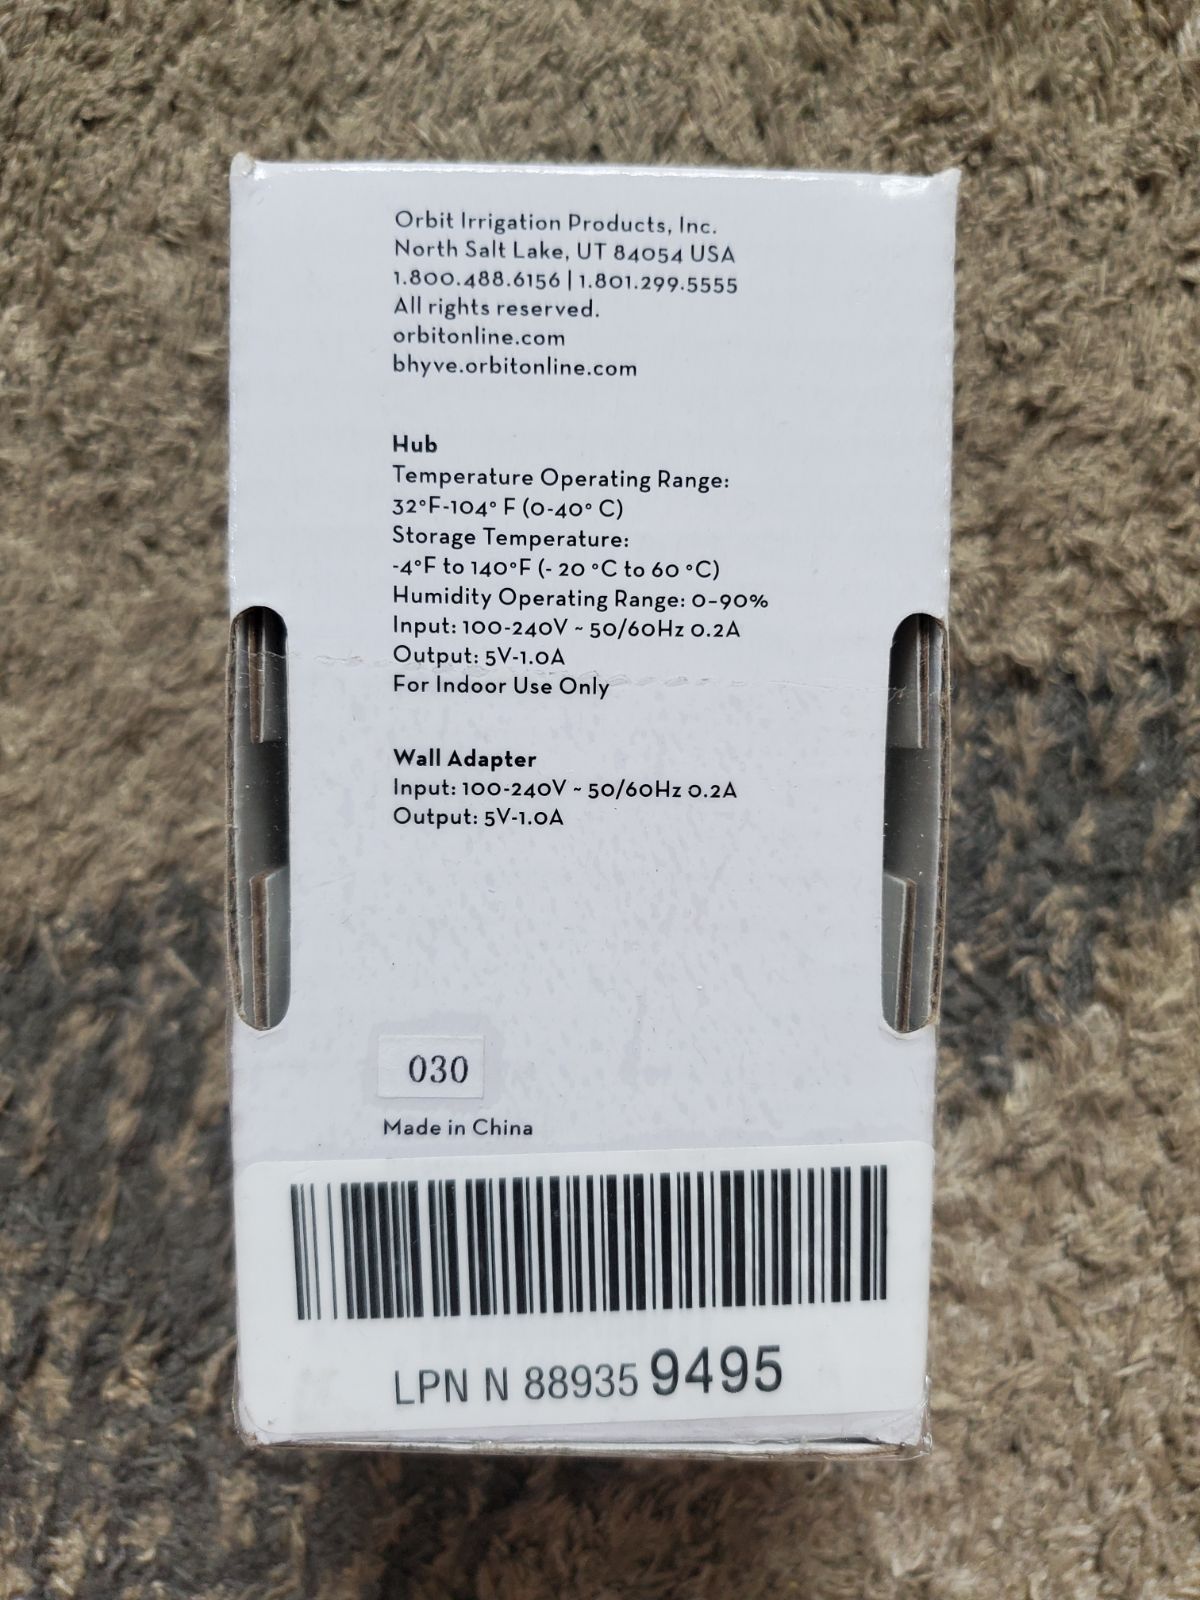 Orbit Irrigation Products, Inc.
North Salt Lake, UT 84054 USA
1.800.488.6156 | 1.801.299.5555
All rights reserved.
orbitonline.com
bhyve.orbitonline.com
Hub
Temperature Operating Range:
32°F-104° F (0-40° C)
Storage Temperature:
-4°F to 140°F (- 20 °C to 60 °C)
Humidity Operating Range: 0-90%
Input: 100-240V ~ 50/60Hz 0.2A
Output: 5V-1.0A
For Indoor Use Only
Wall Adapter
Input: 100-240V ~ 50/60Hz 0.2A
Output: 5V-1.0A
030
Made in China
LPN N 88935 9495